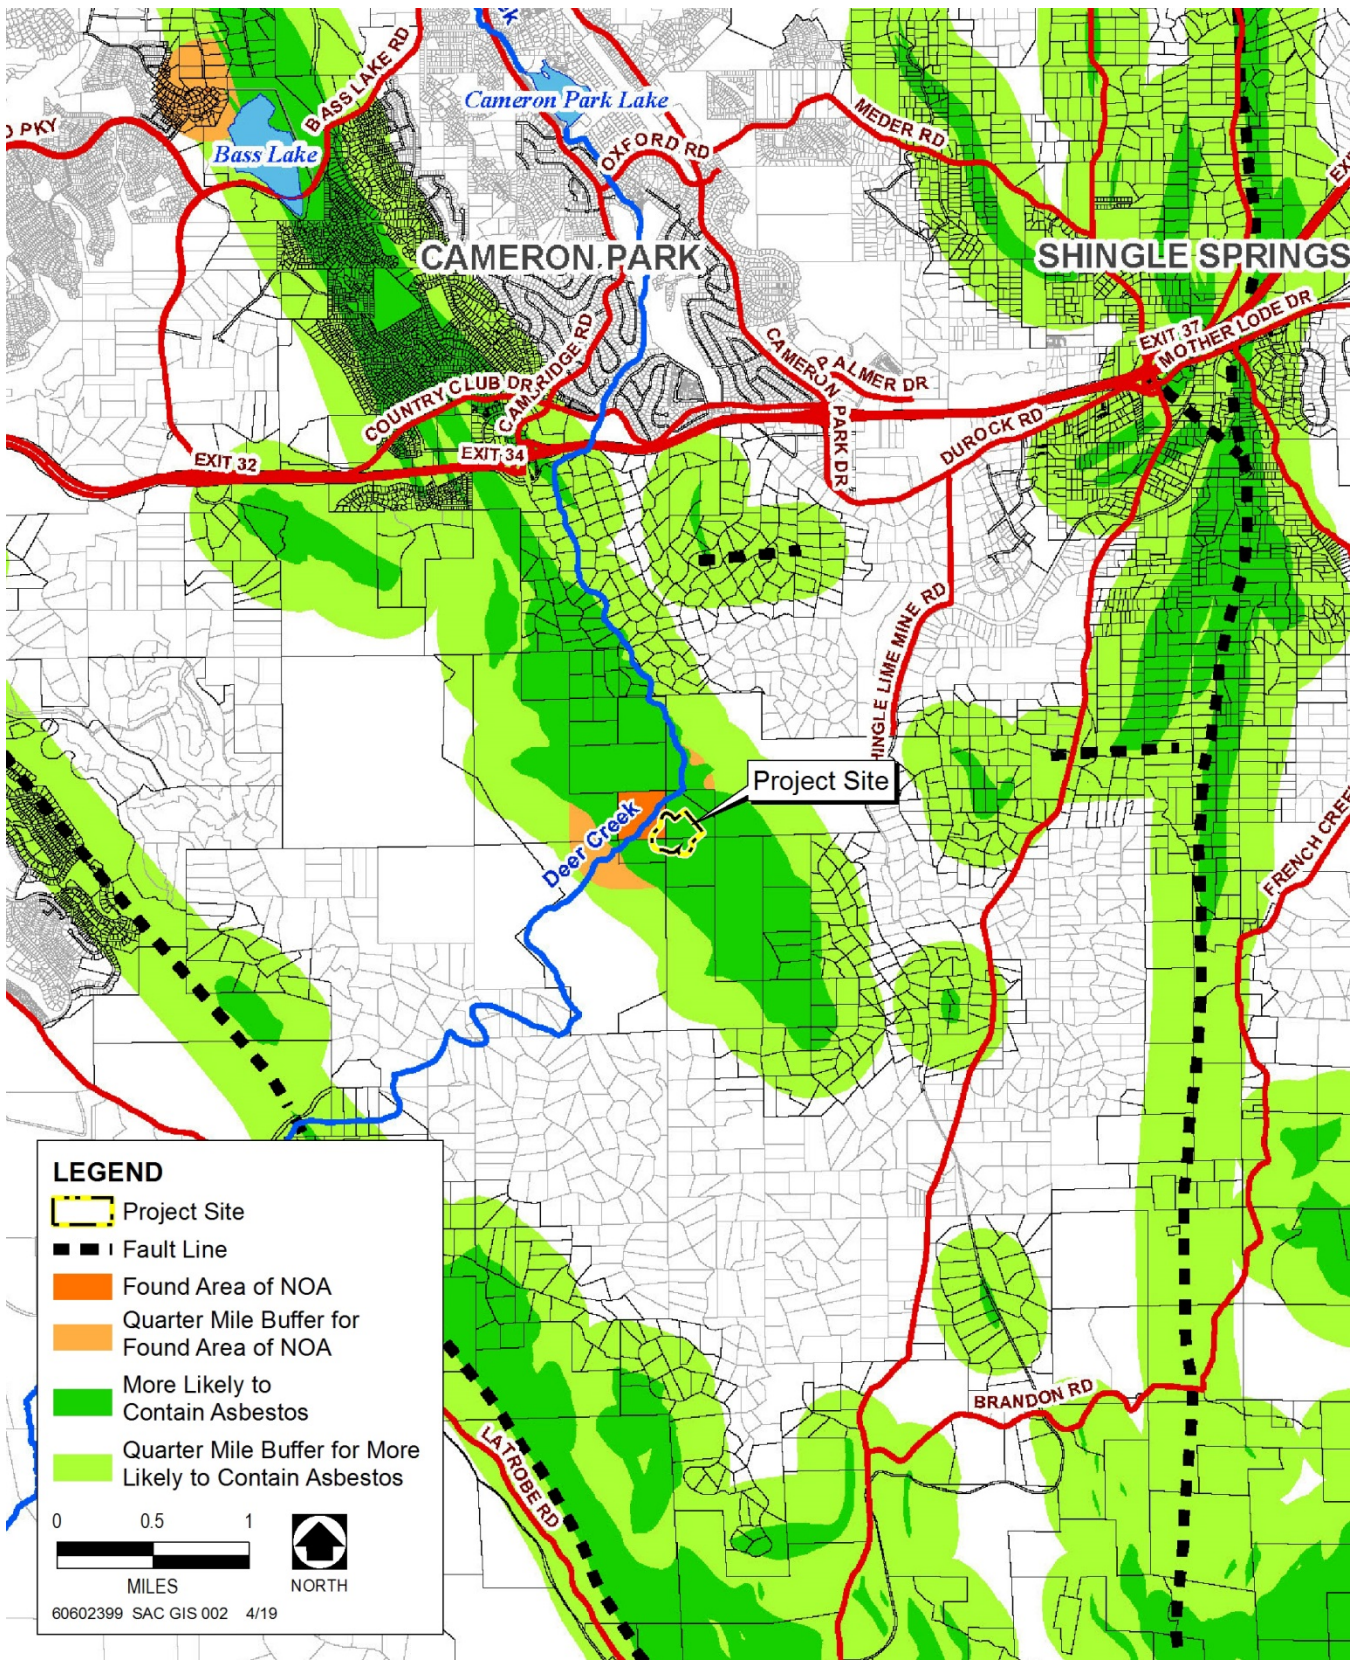 ek
BASS LAKE RD
Cameron Park Lake
MEDER RD
D PKY
Bass Lake
OXFORD RD
EXI
CAMERON PARK
SHINGLE SPRINGS
MOTHER LODE DR
EXIT 37
CAMBRIDGE RD
COUNTRY CLUB DR
CAMERON PARK DR
PALMER DR
DUROCK RD
EXIT 32
EXIT 34
HINGLE LIME MINE RD
Project Site
Deer Creek
FRENCH CREE
BRANDON RD
LATROBE RD
LEGEND
Project Site
Fault Line
Found Area of NOA
Quarter Mile Buffer for
Found Area of NOA
More Likely to
Contain Asbestos
Quarter Mile Buffer for More
Likely to Contain Asbestos
0 0.5 1
MILES
NORTH
60602399 SAC GIS 002 4/19